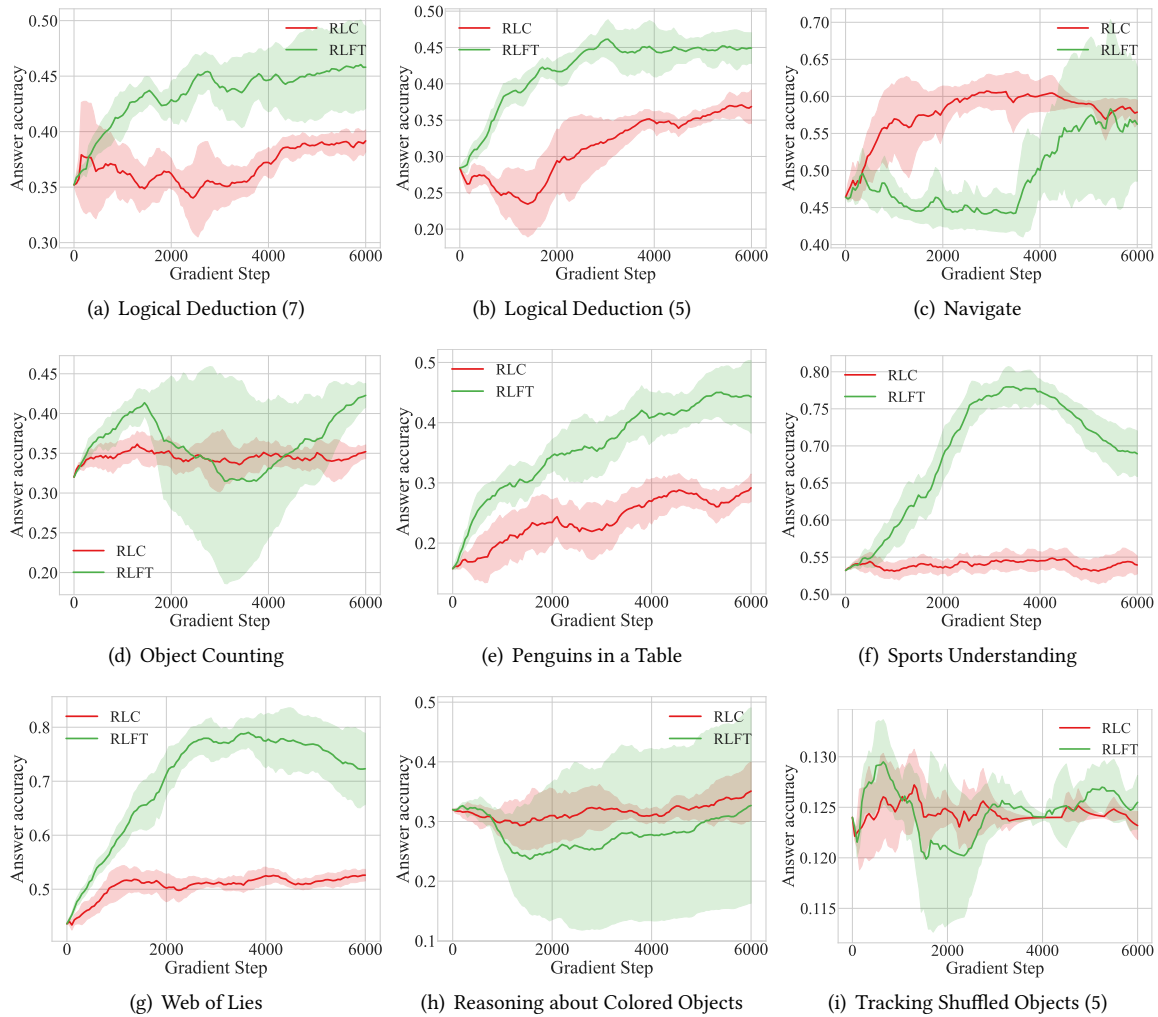 0.50
0.45
0.40
0.35
0.30
Answer accuracy
RLC
RLFT
0 2000 4000 6000
Gradient Step
(a) Logical Deduction (7)
0.50
0.45
0.40
0.35
0.30
0.25
0.20
Answer accuracy
RLC
RLFT
0 2000 4000 6000
Gradient Step
(b) Logical Deduction (5)
0.70
0.65
0.60
0.55
0.50
0.45
0.40
Answer accuracy
RLC
RLFT
0 2000 4000 6000
Gradient Step
(c) Navigate
0.45
0.40
0.35
0.30
0.25
0.20
Answer accuracy
RLC
RLFT
0 2000 4000 6000
Gradient Step
(d) Object Counting
0.5
0.4
0.3
0.2
Answer accuracy
RLC
RLFT
0 2000 4000 6000
Gradient Step
(e) Penguins in a Table
0.80
0.75
0.70
0.65
0.60
0.55
0.50
Answer accuracy
RLC
RLFT
0 2000 4000 6000
Gradient Step
(f) Sports Understanding
0.8
0.7
0.6
0.5
Answer accuracy
RLC
RLFT
0 2000 4000 6000
Gradient Step
(g) Web of Lies
0.5
0.4
0.3
0.2
0.1
Answer accuracy
RLC
RLFT
0 2000 4000 6000
Gradient Step
(h) Reasoning about Colored Objects
0.130
0.125
0.120
0.115
Answer accuracy
RLC
RLFT
0 2000 4000 6000
Gradient Step
(i) Tracking Shuffled Objects (5)